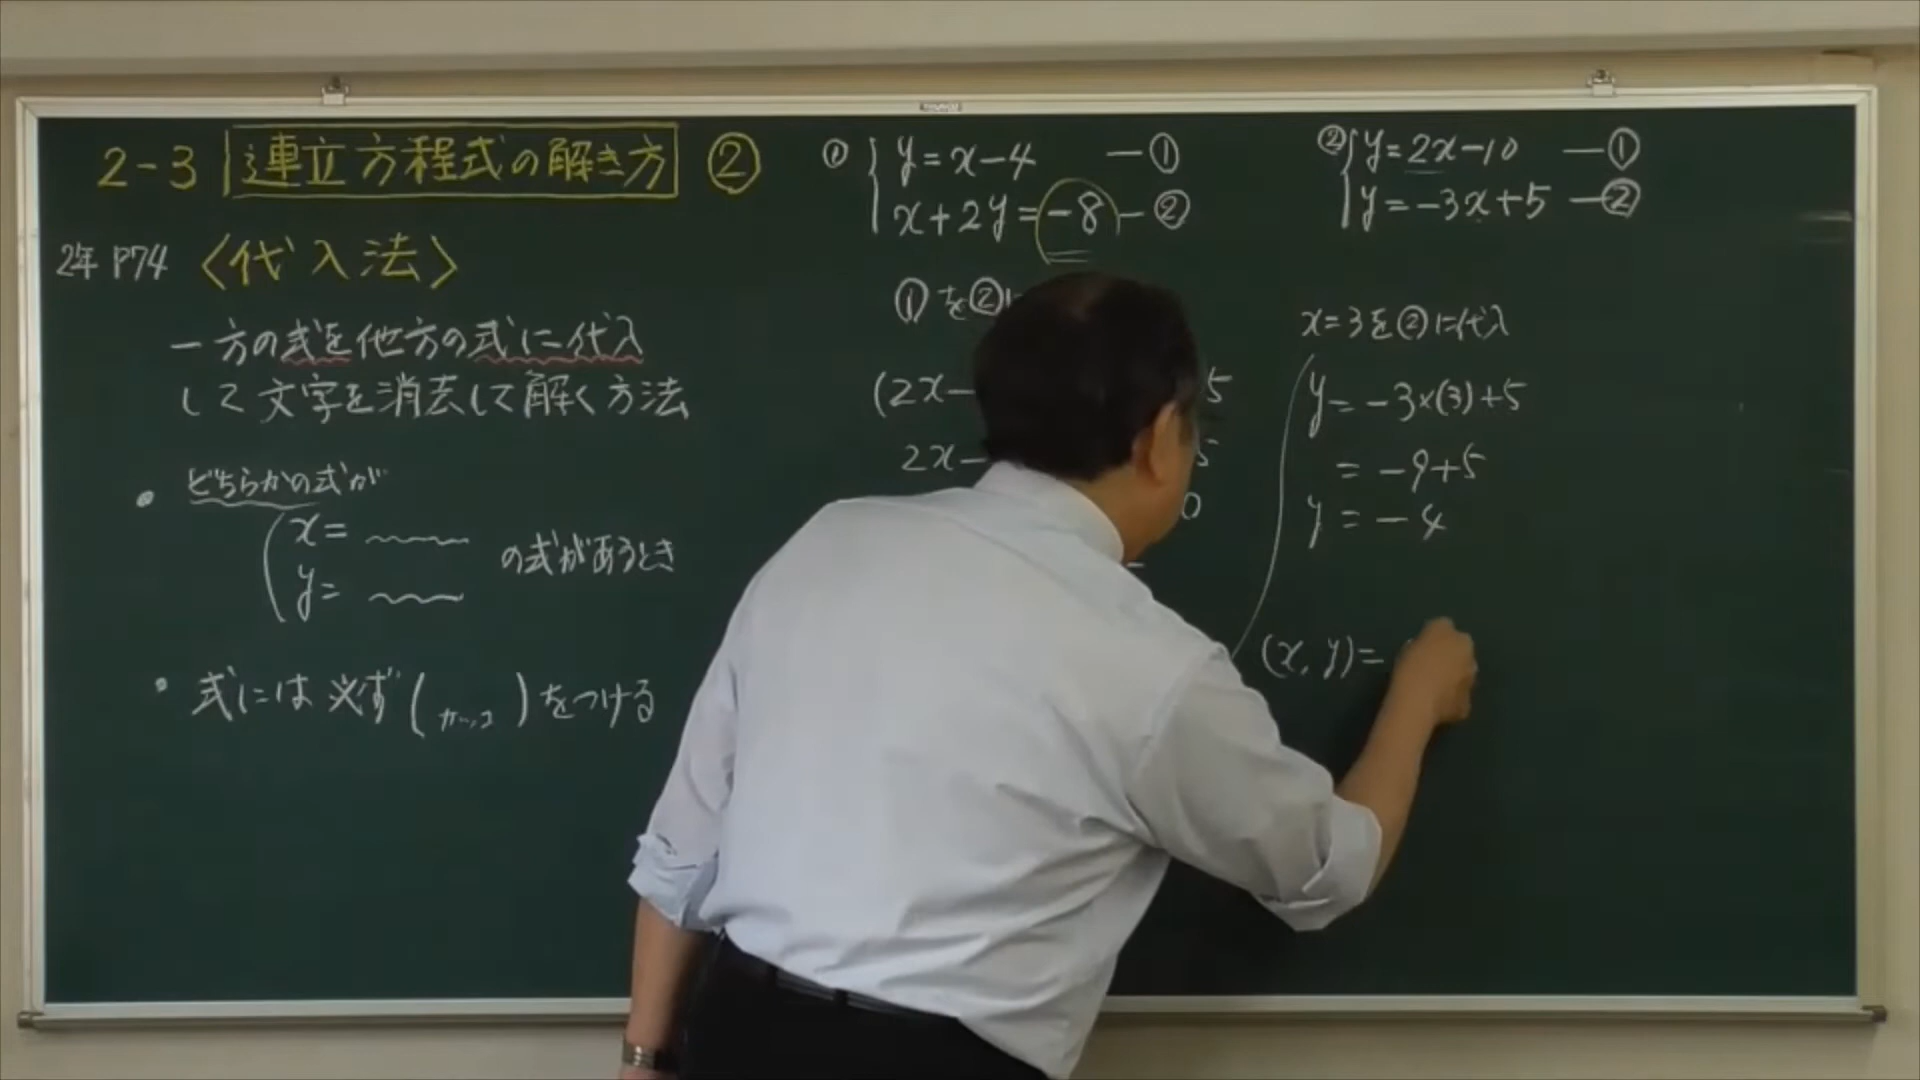 2-3 連立方程式の解き方 ②
2年 P74 〈代入法〉
一方の式を他方の式に代入
して文字を消去して解く方法
• どちらかの式が
x=
y=
の式があるとき
• 式には必ず(カッコ)をつける
① y=x-4 —①
x+2y=-8 —②
①を②に
(2x- 5
2x- 5
0
② y=2x-10 —①
y=-3x+5 —②
x=3を②に代入
y=-3×(3)+5
=-9+5
y=-4
(x, y)=